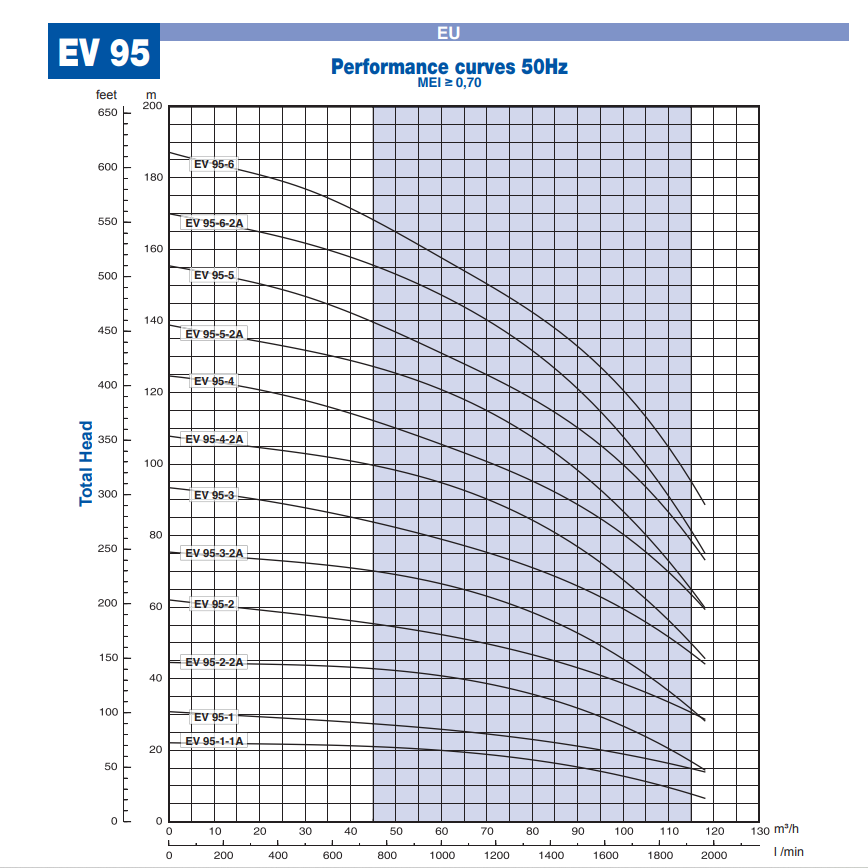 EU
EV 95
Performance curves 50Hz
MEI ≥ 0,70
feet m
650
600
550
500
450
400
350
300
250
200
150
100
50
0
200
180
160
140
120
100
80
60
40
20
0
Total Head
EV 95-6
EV 95-6-2A
EV 95-5
EV 95-5-2A
EV 95-4
EV 95-4-2A
EV 95-3
EV 95-3-2A
EV 95-2
EV 95-2-2A
EV 95-1
EV 95-1-1A
0 10 20 30 40 50 60 70 80 90 100 110 120 130 m³/h
0 200 400 600 800 1000 1200 1400 1600 1800 2000 l /min